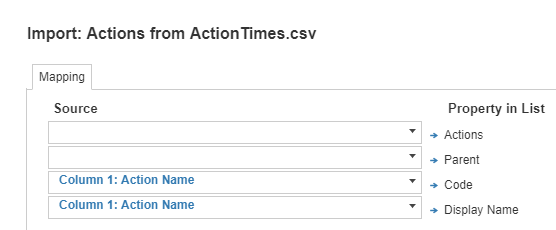 Import: Actions from ActionTimes.csv
Mapping
Source Property in List
Actions
Parent
Column 1: Action Name Code
Column 1: Action Name Display Name